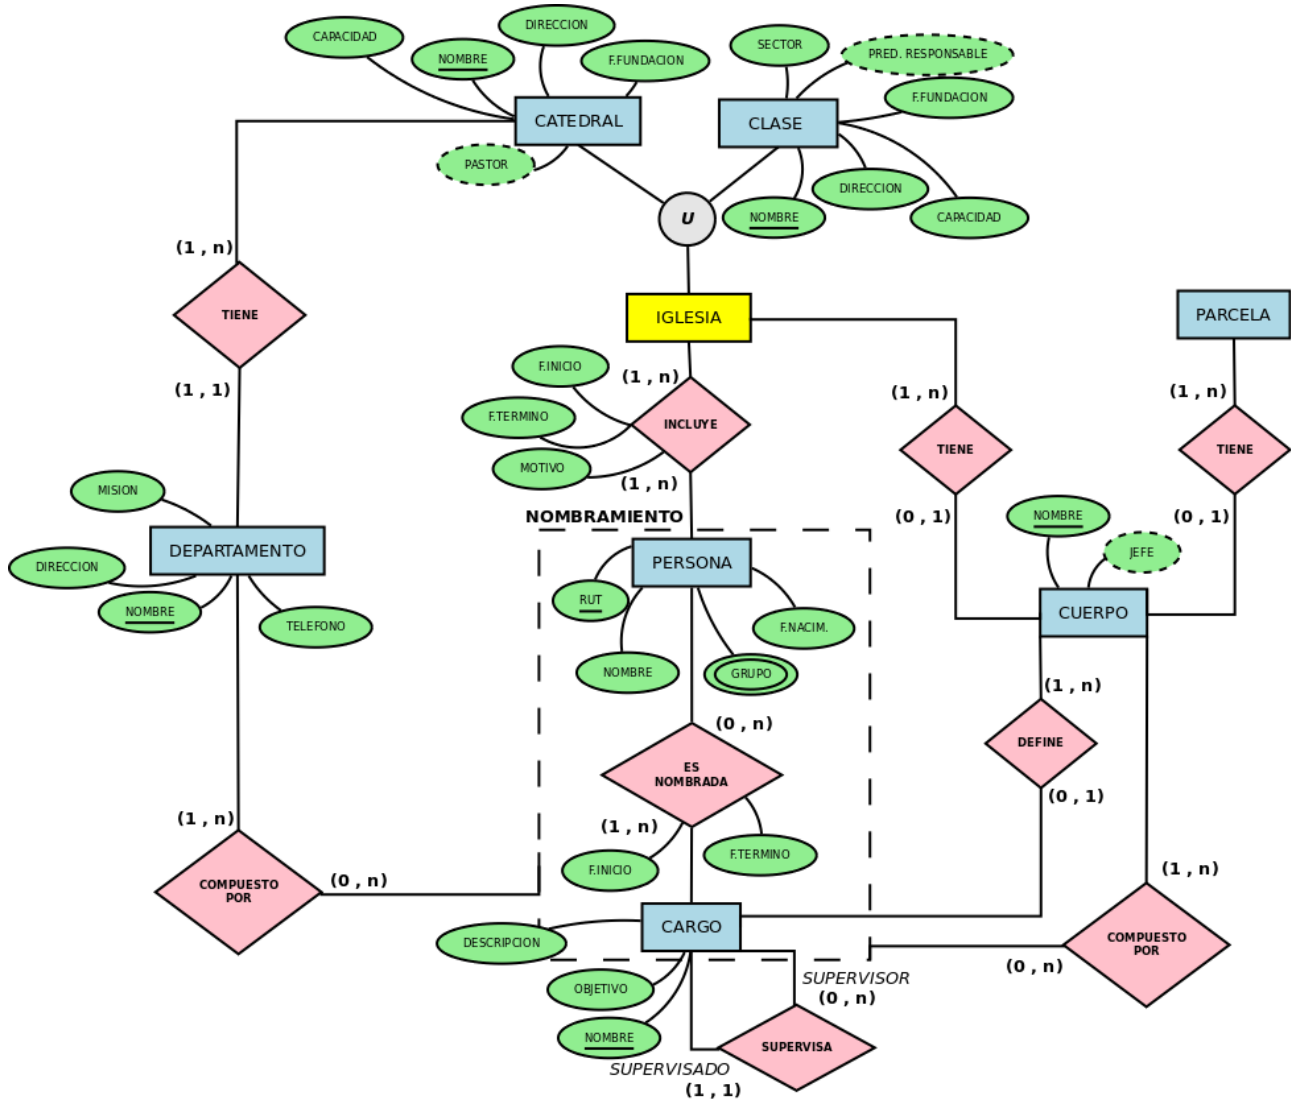 DIRECCION
CAPACIDAD
NOMBRE
F.FUNDACION
SECTOR
PRED. RESPONSABLE
F.FUNDACION
CATEDRAL
CLASE
PASTOR
DIRECCION
NOMBRE
CAPACIDAD
U
(1 , n)
TIENE
(1 , 1)
IGLESIA
PARCELA
F.INICIO
(1 , n)
F.TERMINO
INCLUYE
MOTIVO
(1 , n)
(1 , n)
TIENE
(0 , 1)
(1 , n)
TIENE
(0 , 1)
MISION
DEPARTAMENTO
DIRECCION
NOMBRE
TELEFONO
NOMBRAMIENTO
PERSONA
RUT
NOMBRE
GRUPO
F.NACIM.
NOMBRE
JEFE
CUERPO
(0 , n)
ES
NOMBRADA
(1 , n)
F.INICIO
F.TERMINO
(1 , n)
DEFINE
(0 , 1)
(1 , n)
COMPUESTO
POR
(0 , n)
(1 , n)
COMPUESTO
POR
(0 , n)
CARGO
DESCRIPCION
OBJETIVO
NOMBRE
SUPERVISOR
(0 , n)
SUPERVISA
SUPERVISADO
(1 , 1)